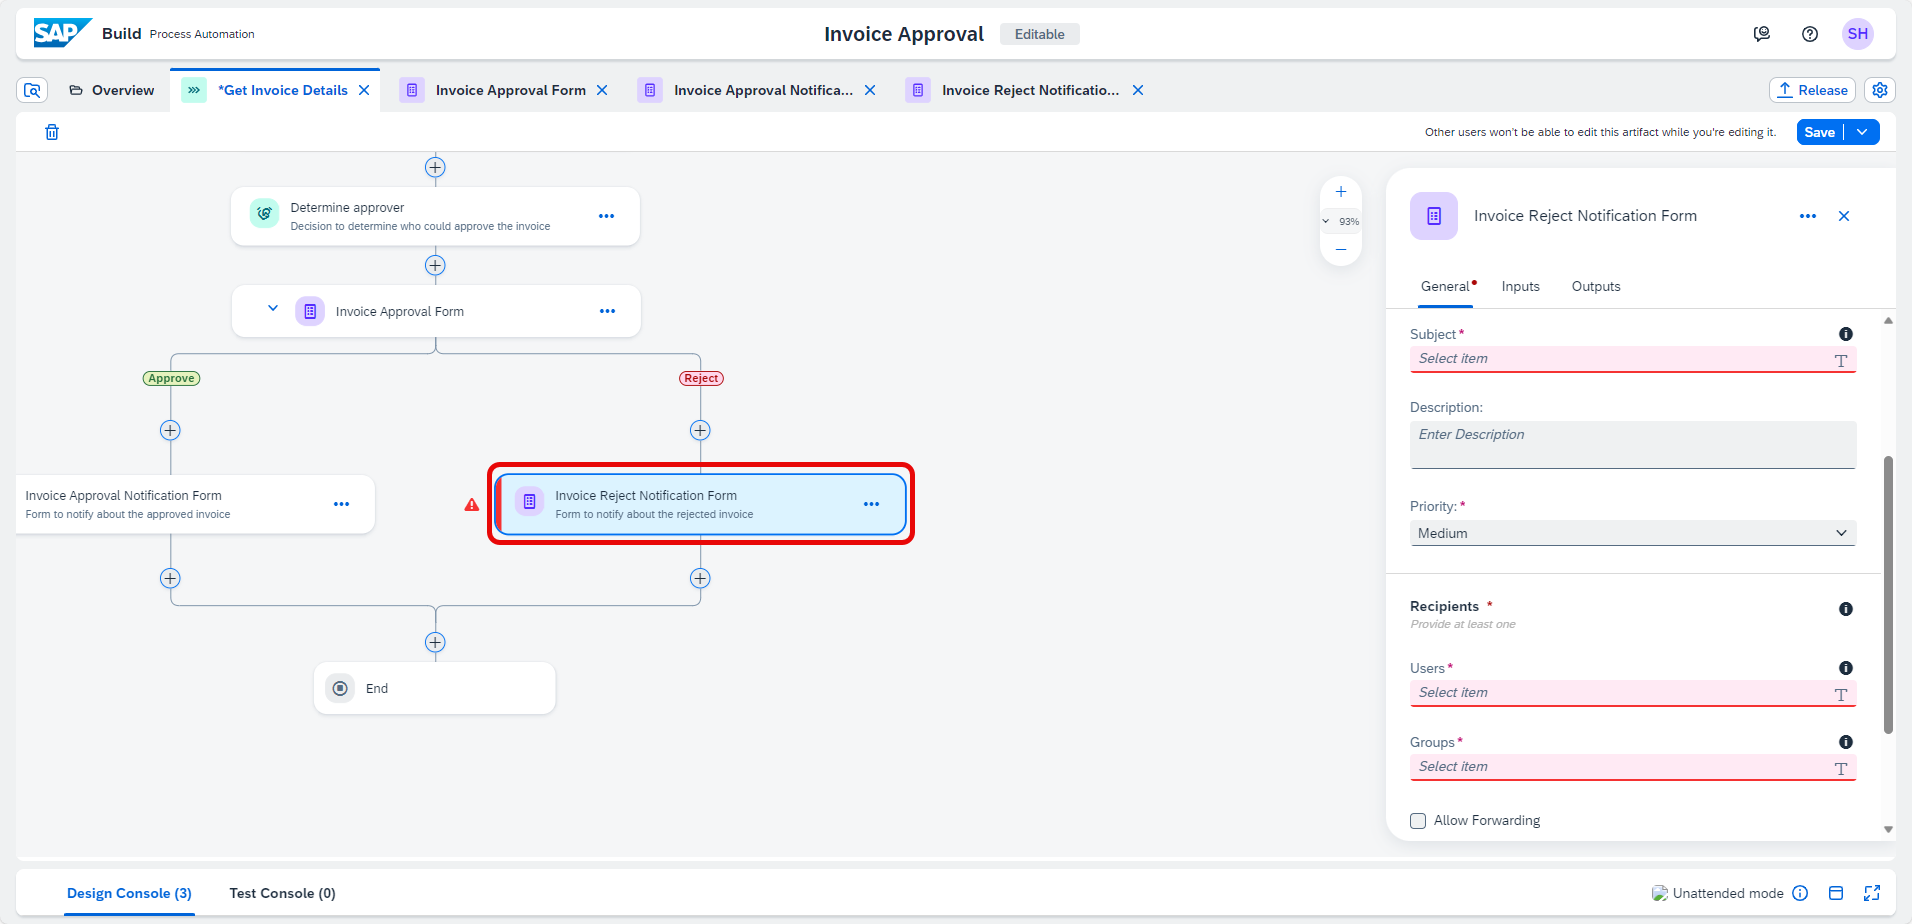 SAP Build Process Automation
Invoice Approval Editable
SH
Overview
*Get Invoice Details
Invoice Approval Form
Invoice Approval Notifica...
Invoice Reject Notificatio...
Release
Other users won't be able to edit this artifact while you're editing it.
Save
Determine approver
Decision to determine who could approve the invoice
Invoice Approval Form
Approve
Reject
Invoice Approval Notification Form
Form to notify about the approved invoice
Invoice Reject Notification Form
Form to notify about the rejected invoice
End
93%
Invoice Reject Notification Form
General
Inputs
Outputs
Subject*
Select item
T
Description:
Enter Description
Priority: *
Medium
Recipients *
Provide at least one
Users*
Select item
T
Groups*
Select item
T
Allow Forwarding
Design Console (3)
Test Console (0)
Unattended mode